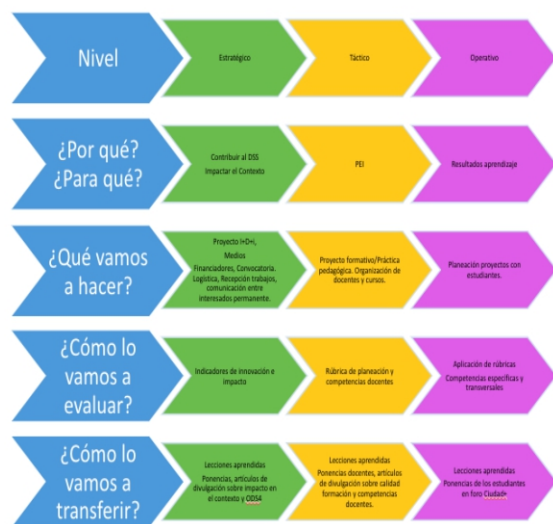 Nivel
Estratégico
Táctico
Operativo
¿Por qué?
¿Para qué?
Contribuir al DSS
Impactar el Contexto
PEI
Resultados aprendizaje
¿Qué vamos
a hacer?
Proyecto I+D+i,
Medios
Financiadores, Convocatoria.
Logística, Recepción trabajos,
comunicación entre
interesados permanente.
Proyecto formativo/Práctica
pedagógica. Organización de
docentes y cursos.
Planeación proyectos con
estudiantes.
¿Cómo lo
vamos a
evaluar?
Indicadores de innovación e
impacto
Rúbrica de planeación y
competencias docentes
Aplicación de rúbricas
Competencias específicas y
transversales
¿Cómo lo
vamos a
transferir?
Lecciones aprendidas
Ponencias, artículos de
divulgación sobre impacto en
el contexto y ODS4
Lecciones aprendidas
Ponencias docentes, artículos
de divulgación sobre calidad
formación y competencias
docentes.
Lecciones aprendidas
Ponencias de los estudiantes
en foro Ciudad+